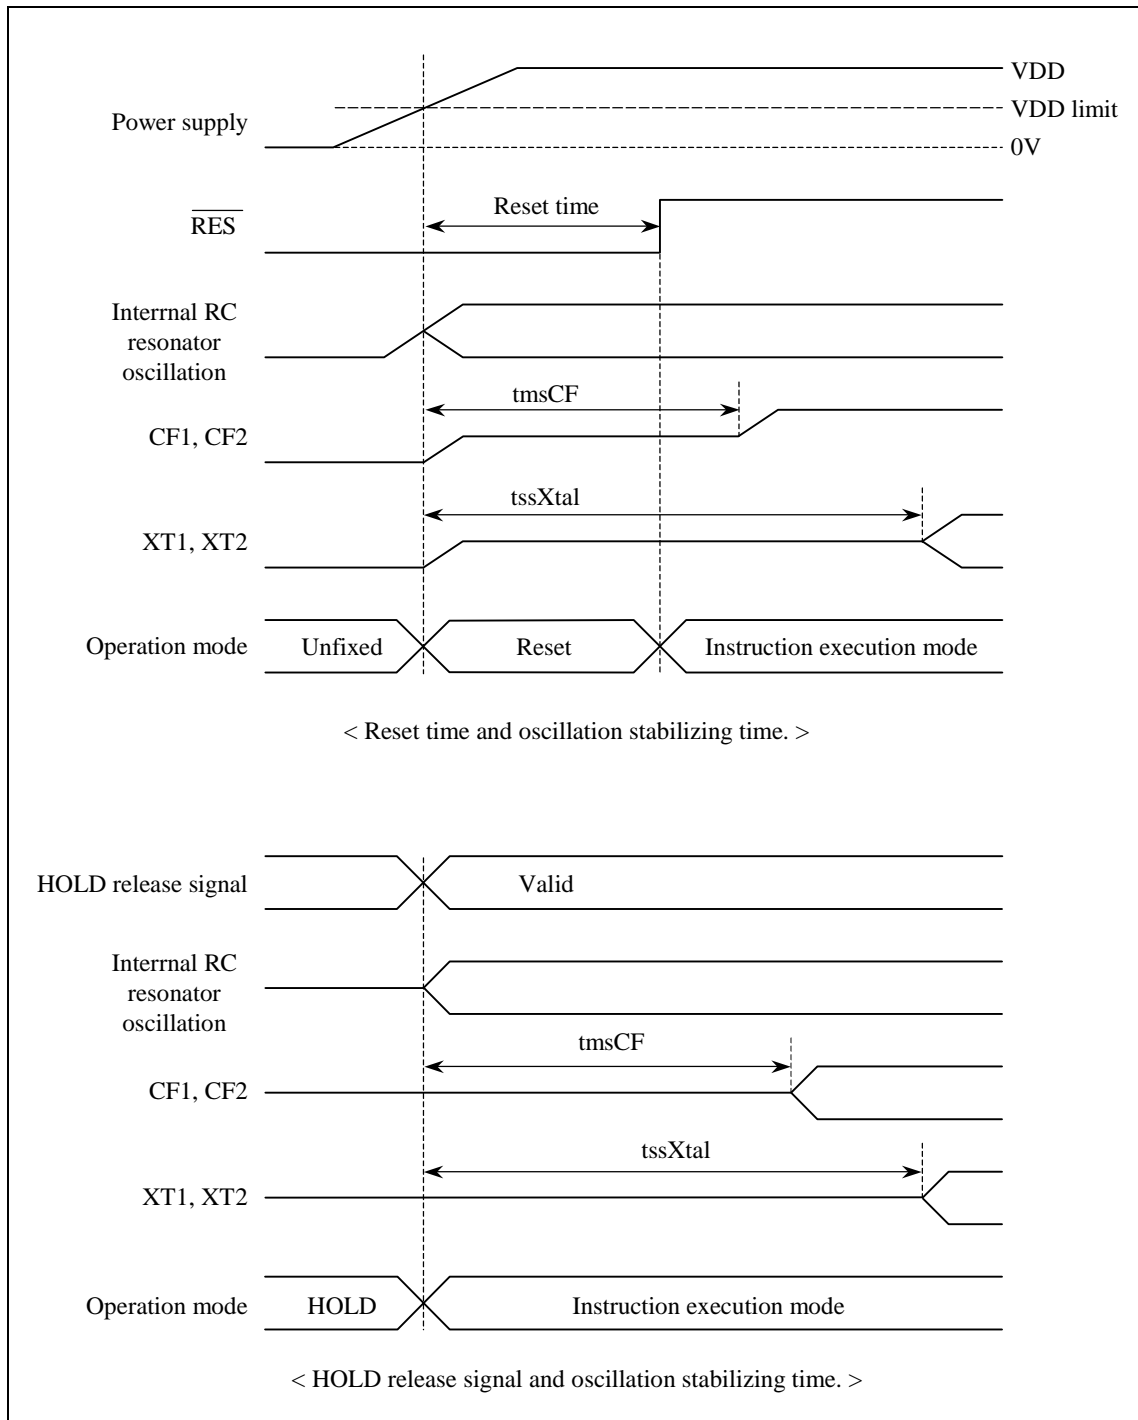 VDD
VDD limit
Power supply
0V
RES
Reset time
Interrnal RC
resonator
oscillation
tmsCF
CF1, CF2
tssXtal
XT1, XT2
Operation mode
Unfixed
Reset
Instruction execution mode
< Reset time and oscillation stabilizing time. >
HOLD release signal
Valid
Interrnal RC
resonator
oscillation
tmsCF
CF1, CF2
tssXtal
XT1, XT2
Operation mode
HOLD
Instruction execution mode
< HOLD release signal and oscillation stabilizing time. >